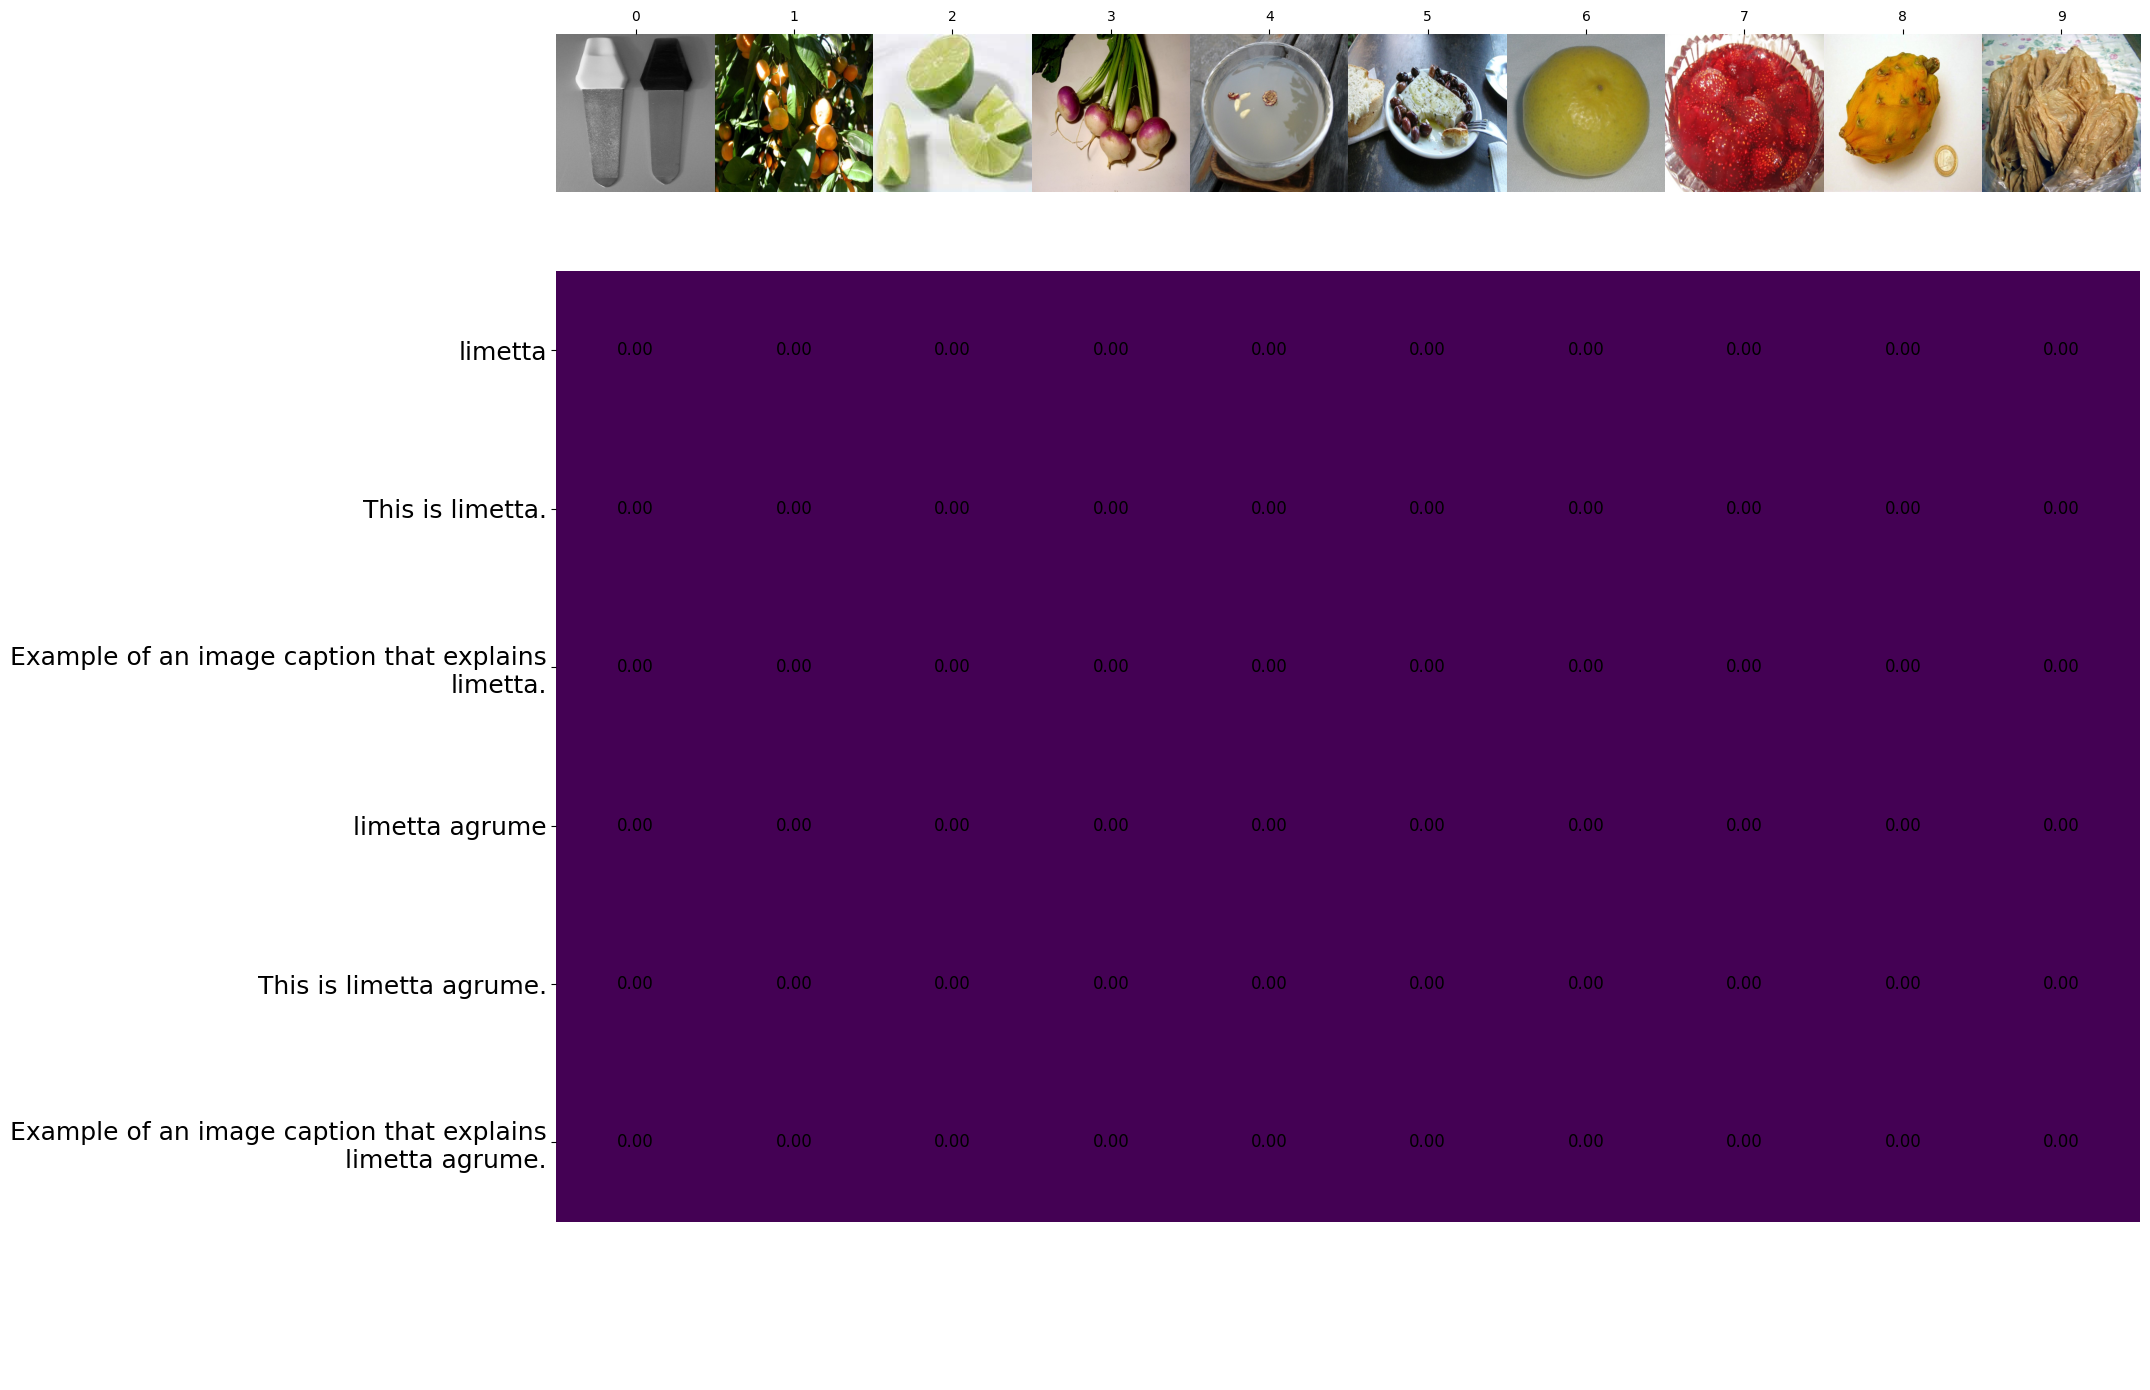 0 1 2 3 4 5 6 7 8 9
limetta 0.00 0.00 0.00 0.00 0.00 0.00 0.00 0.00 0.00 0.00
This is limetta. 0.00 0.00 0.00 0.00 0.00 0.00 0.00 0.00 0.00 0.00
Example of an image caption that explains
limetta. 0.00 0.00 0.00 0.00 0.00 0.00 0.00 0.00 0.00 0.00
limetta agrume 0.00 0.00 0.00 0.00 0.00 0.00 0.00 0.00 0.00 0.00
This is limetta agrume. 0.00 0.00 0.00 0.00 0.00 0.00 0.00 0.00 0.00 0.00
Example of an image caption that explains
limetta agrume. 0.00 0.00 0.00 0.00 0.00 0.00 0.00 0.00 0.00 0.00